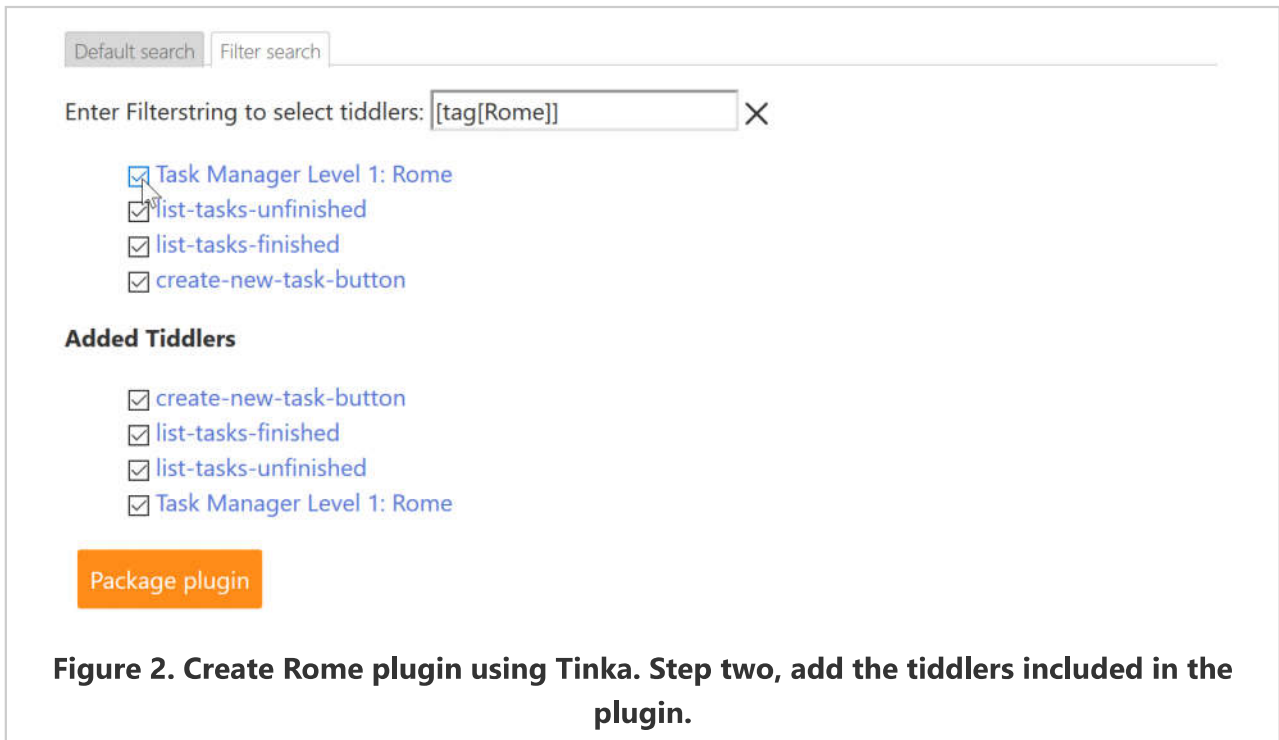 Default search Filter search
Enter Filterstring to select tiddlers: [tag[Rome]]
Task Manager Level 1: Rome
list-tasks-unfinished
list-tasks-finished
create-new-task-button
Added Tiddlers
create-new-task-button
list-tasks-finished
list-tasks-unfinished
Task Manager Level 1: Rome
Package plugin
Figure 2. Create Rome plugin using Tinka. Step two, add the tiddlers included in the
plugin.